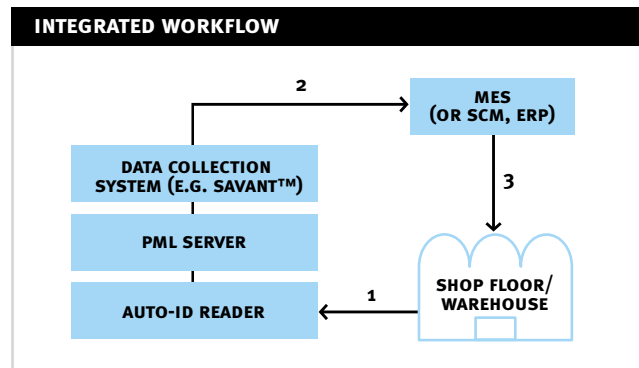 INTEGRATED WORKFLOW
2
MES
(OR SCM, ERP)
DATA COLLECTION
SYSTEM (E.G. SAVANT™)
3
PML SERVER
SHOP FLOOR/
WAREHOUSE
1
AUTO-ID READER